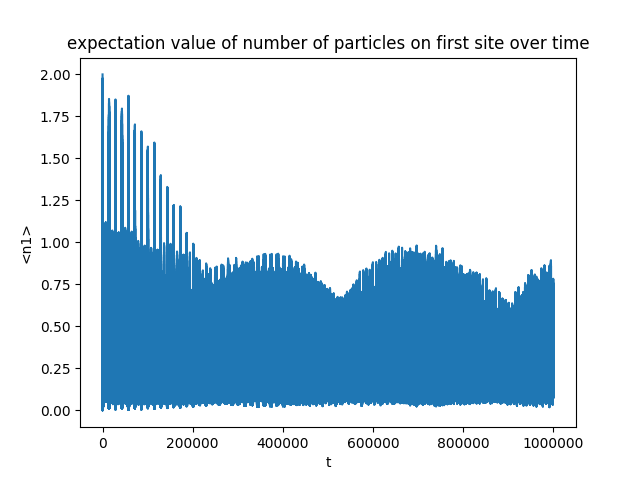 expectation value of number of particles on first site over time
2.00
1.75
1.50
1.25
1.00
0.75
0.50
0.25
0.00
<n1>
0 200000 400000 600000 800000 1000000
t